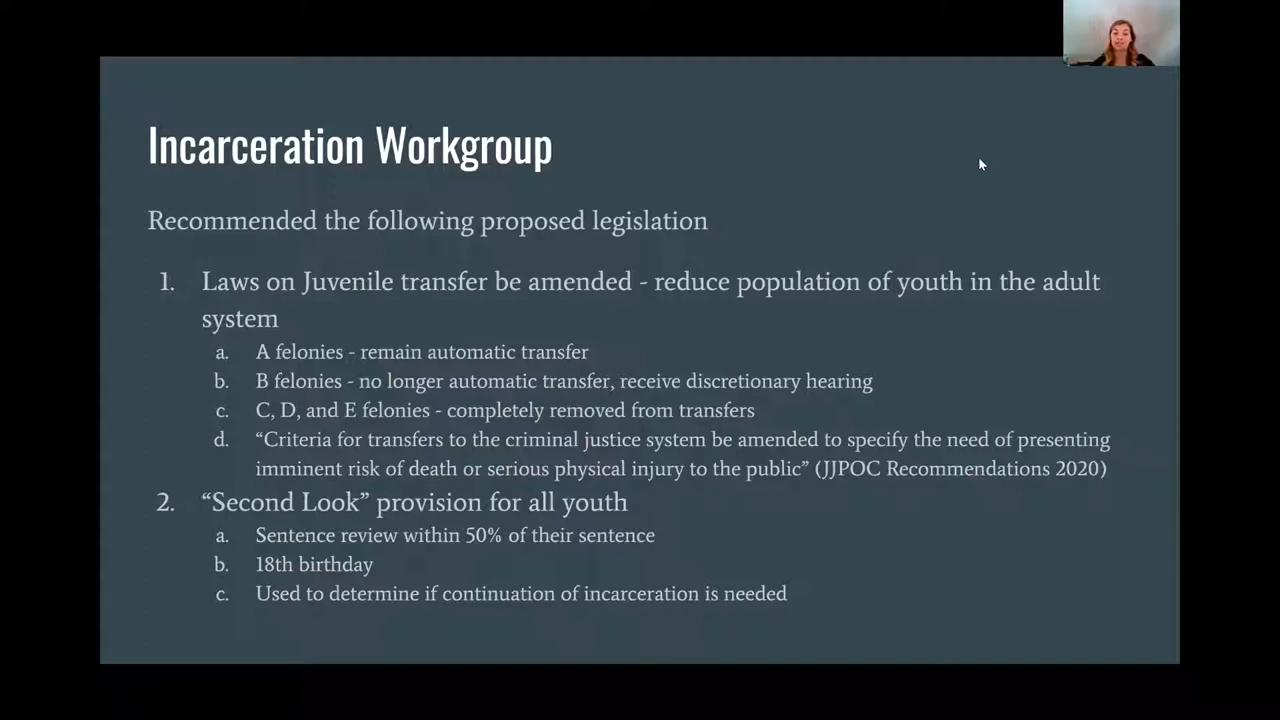 Incarceration Workgroup
Recommended the following proposed legislation
1. Laws on Juvenile transfer be amended - reduce population of youth in the adult
system
a. A felonies - remain automatic transfer
b. B felonies - no longer automatic transfer, receive discretionary hearing
c. C, D, and E felonies - completely removed from transfers
d. “Criteria for transfers to the criminal justice system be amended to specify the need of presenting
imminent risk of death or serious physical injury to the public” (JJPOC Recommendations 2020)
2. “Second Look” provision for all youth
a. Sentence review within 50% of their sentence
b. 18th birthday
c. Used to determine if continuation of incarceration is needed